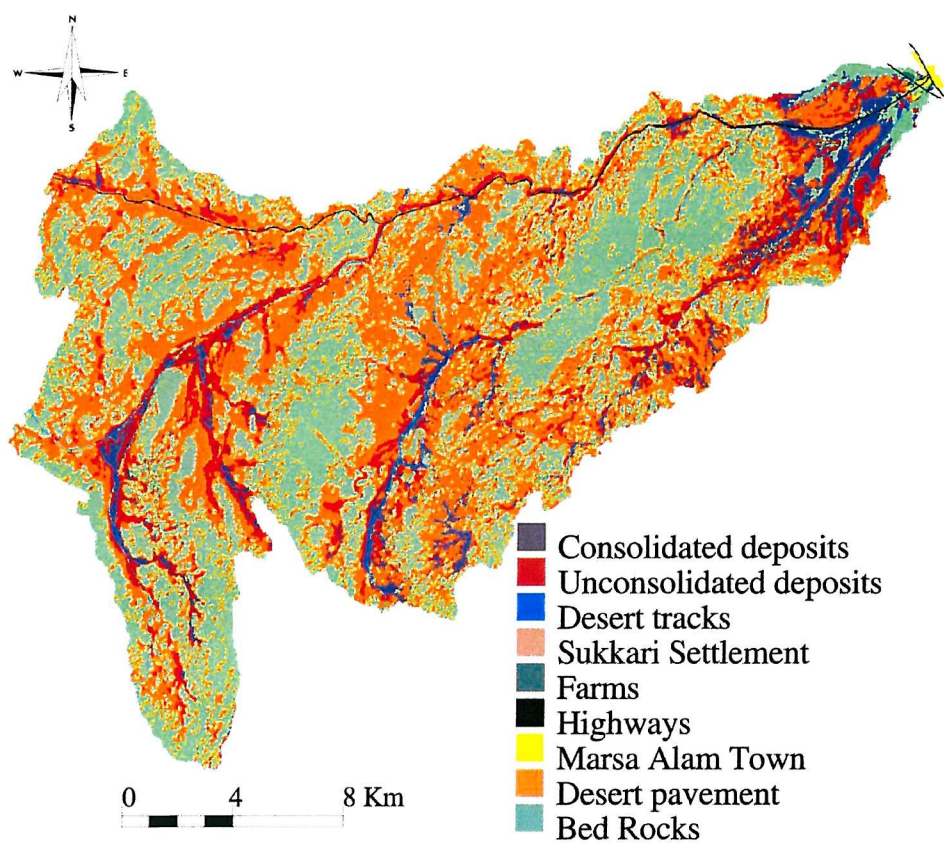 N
W E
S
Consolidated deposits
Unconsolidated deposits
Desert tracks
Sukkari Settlement
Farms
Highways
Marsa Alam Town
Desert pavement
Bed Rocks
0 4 8 Km